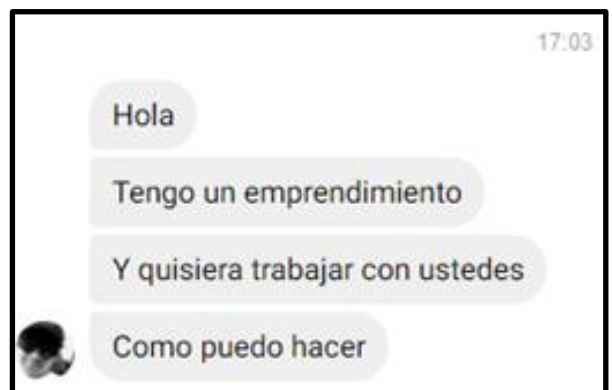 17:03
Hola
Tengo un emprendimiento
Y quisiera trabajar con ustedes
Como puedo hacer